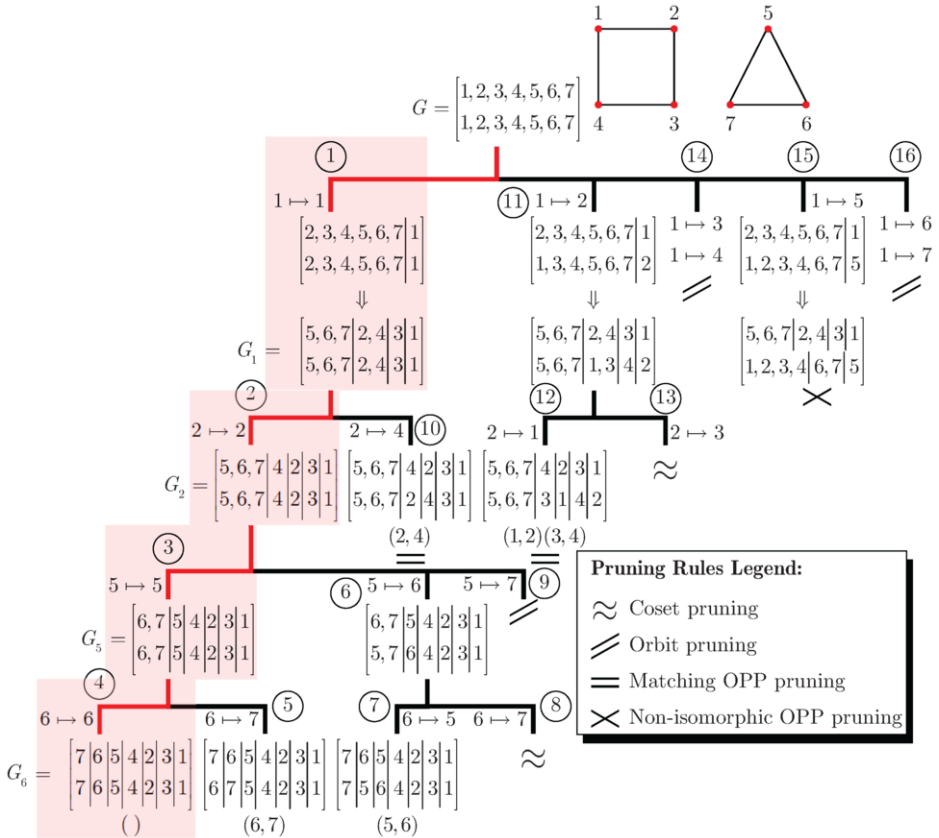 1 2 5
4 3 7 6
G = [1, 2, 3, 4, 5, 6, 7
1, 2, 3, 4, 5, 6, 7]
① ⑭ ⑮ ⑯
1 ↦ 1 ⑪ 1 ↦ 2 1 ↦ 3 1 ↦ 5 1 ↦ 6
1 ↦ 4 1 ↦ 7
[2, 3, 4, 5, 6, 7 | 1
2, 3, 4, 5, 6, 7 | 1]
[2, 3, 4, 5, 6, 7 | 1
1, 3, 4, 5, 6, 7 | 2]
//
[2, 3, 4, 5, 6, 7 | 1
1, 2, 3, 4, 6, 7 | 5]
//
⇓ ⇓ ⇓
G₁ = [5, 6, 7 | 2, 4 | 3 | 1
5, 6, 7 | 2, 4 | 3 | 1]
[5, 6, 7 | 2, 4 | 3 | 1
5, 6, 7 | 1, 3 | 4 | 2]
[5, 6, 7 | 2, 4 | 3 | 1
1, 2, 3, 4 | 6, 7 | 5]
② ⑩ ⑫ ⑬
2 ↦ 2 2 ↦ 4 2 ↦ 1 2 ↦ 3
G₂ = [5, 6, 7 | 4 | 2 | 3 | 1
5, 6, 7 | 4 | 2 | 3 | 1]
[5, 6, 7 | 4 | 2 | 3 | 1
5, 6, 7 | 2 | 4 | 3 | 1]
(2, 4)
[5, 6, 7 | 4 | 2 | 3 | 1
5, 6, 7 | 3 | 1 | 4 | 2]
(1, 2)(3, 4)
≈
③ ⑥ ⑨
5 ↦ 5 5 ↦ 6 5 ↦ 7
G₅ = [6, 7 | 5 | 4 | 2 | 3 | 1
6, 7 | 5 | 4 | 2 | 3 | 1]
[6, 7 | 5 | 4 | 2 | 3 | 1
5, 7 | 6 | 4 | 2 | 3 | 1]
//
④ ⑤ ⑦ ⑧
6 ↦ 6 6 ↦ 7 6 ↦ 5 6 ↦ 7
G₆ = [7 | 6 | 5 | 4 | 2 | 3 | 1
7 | 6 | 5 | 4 | 2 | 3 | 1]
( )
[7 | 6 | 5 | 4 | 2 | 3 | 1
6 | 7 | 5 | 4 | 2 | 3 | 1]
(6, 7)
[7 | 6 | 5 | 4 | 2 | 3 | 1
7 | 5 | 6 | 4 | 2 | 3 | 1]
(5, 6)
≈
Pruning Rules Legend:
≈ Coset pruning
// Orbit pruning
= Matching OPP pruning
× Non-isomorphic OPP pruning